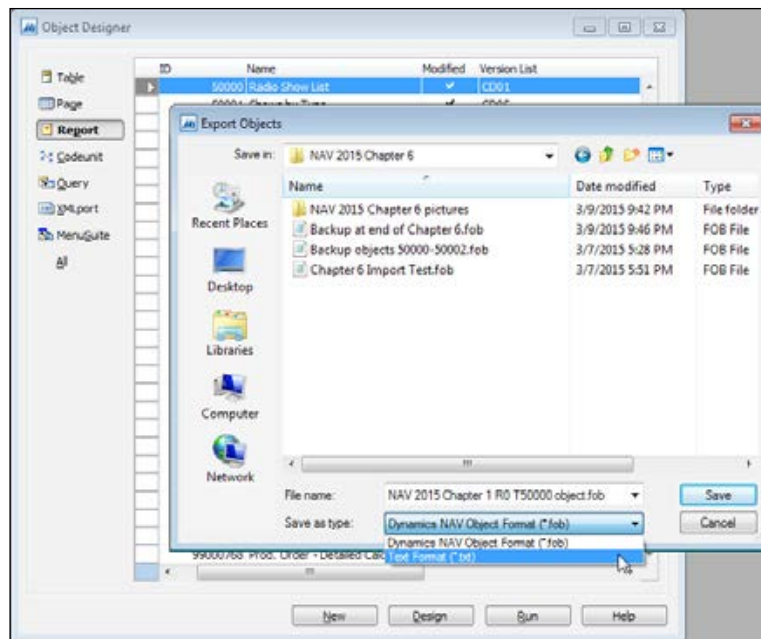 Object Designer
ID Name Modified Version List
Table
50000 Radio Show List CD01
Page
Report
Codeunit
Query
XMLport
MenuSuite
All
Export Objects
Save in: NAV 2015 Chapter 6
Name Date modified Type
NAV 2015 Chapter 6 pictures 3/9/2015 9:42 PM File folder
Backup at end of Chapter 6.fob 3/9/2015 9:46 PM FOB File
Backup objects 50000-50002.fob 3/7/2015 5:28 PM FOB File
Chapter 6 Import Test.fob 3/7/2015 5:51 PM FOB File
Recent Places
Desktop
Libraries
Computer
Network
File name: NAV 2015 Chapter 1 R0 T50000 object.fob Save
Save as type: Dynamics NAV Object Format (*.fob) Cancel
Dynamics NAV Object Format (*.fob)
Text Format (*.txt)
99000768 Prod. Order - Detailed Calc
New Design Run Help